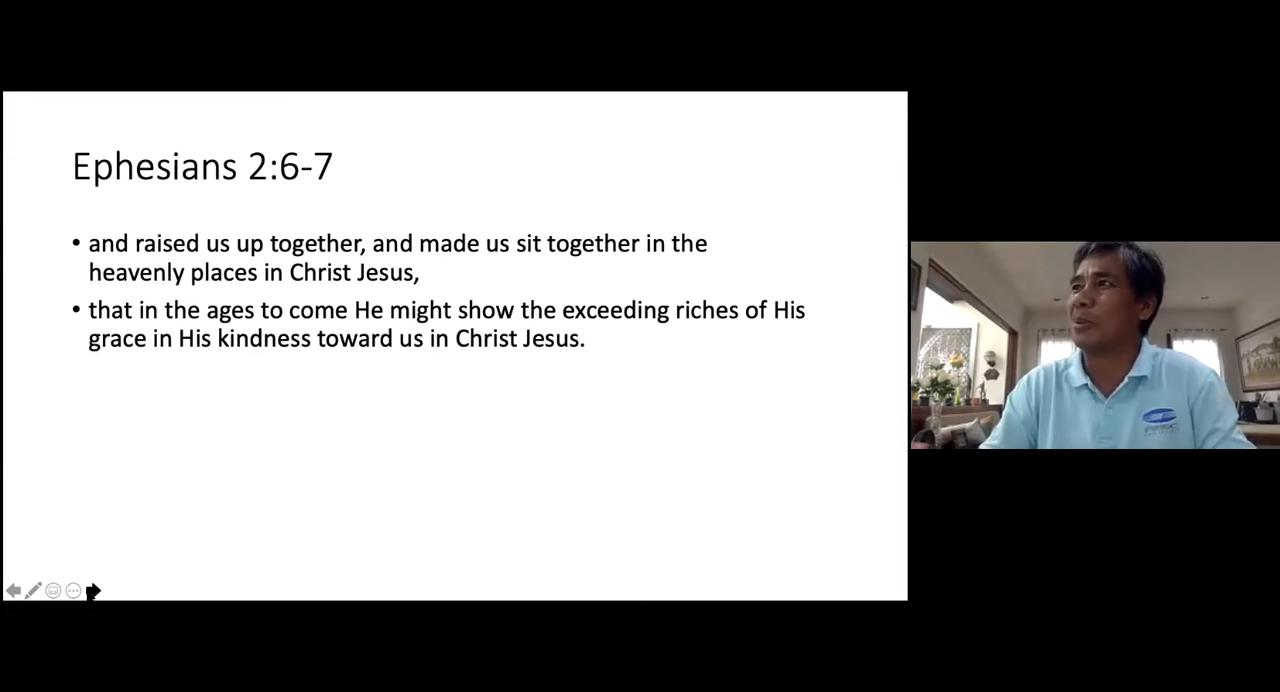 Ephesians 2:6-7
• and raised us up together, and made us sit together in the
heavenly places in Christ Jesus,
• that in the ages to come He might show the exceeding riches of His
grace in His kindness toward us in Christ Jesus.